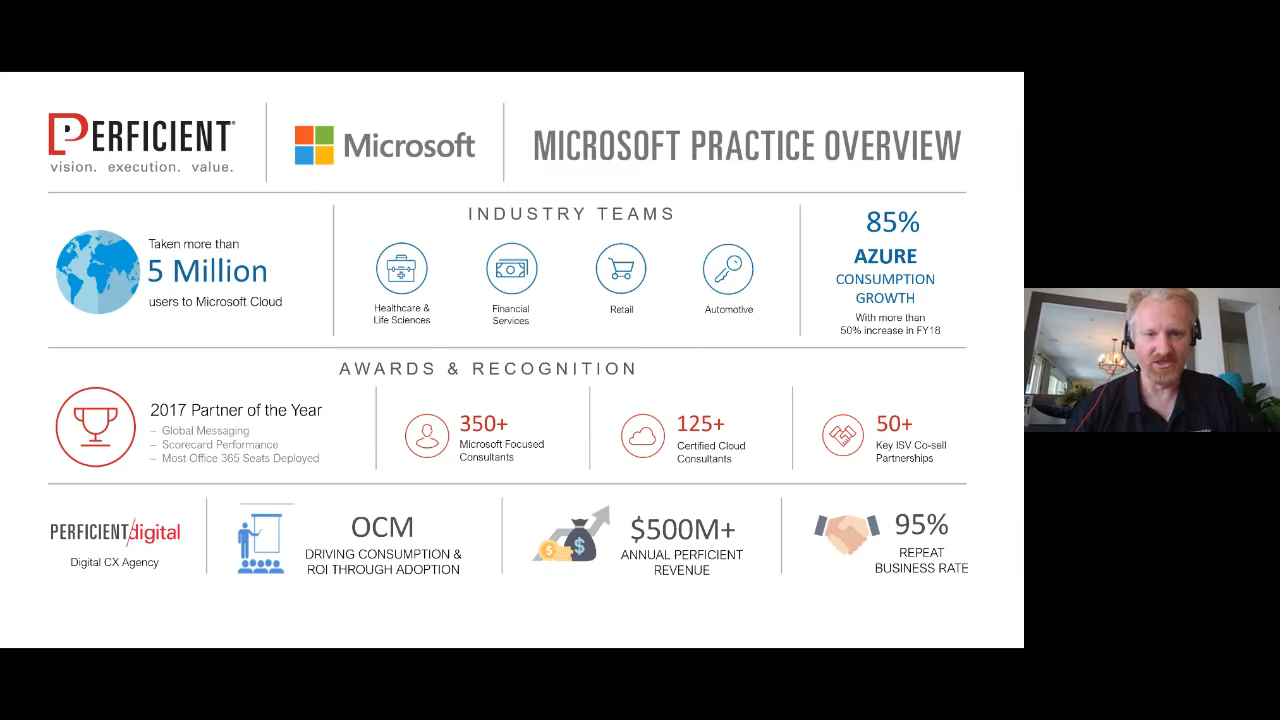 PERFICIENT®
vision. execution. value.
Microsoft
MICROSOFT PRACTICE OVERVIEW
Taken more than
5 Million
users to Microsoft Cloud
INDUSTRY TEAMS
Healthcare &
Life Sciences
Financial
Services
Retail
Automotive
85%
AZURE
CONSUMPTION
GROWTH
With more than
50% increase in FY18
AWARDS & RECOGNITION
2017 Partner of the Year
– Global Messaging
– Scorecard Performance
– Most Office 365 Seats Deployed
350+
Microsoft Focused
Consultants
125+
Certified Cloud
Consultants
50+
Key ISV Co-sell
Partnerships
PERFICIENT/digital
Digital CX Agency
OCM
DRIVING CONSUMPTION &
ROI THROUGH ADOPTION
$500M+
ANNUAL PERFICIENT
REVENUE
95%
REPEAT
BUSINESS RATE